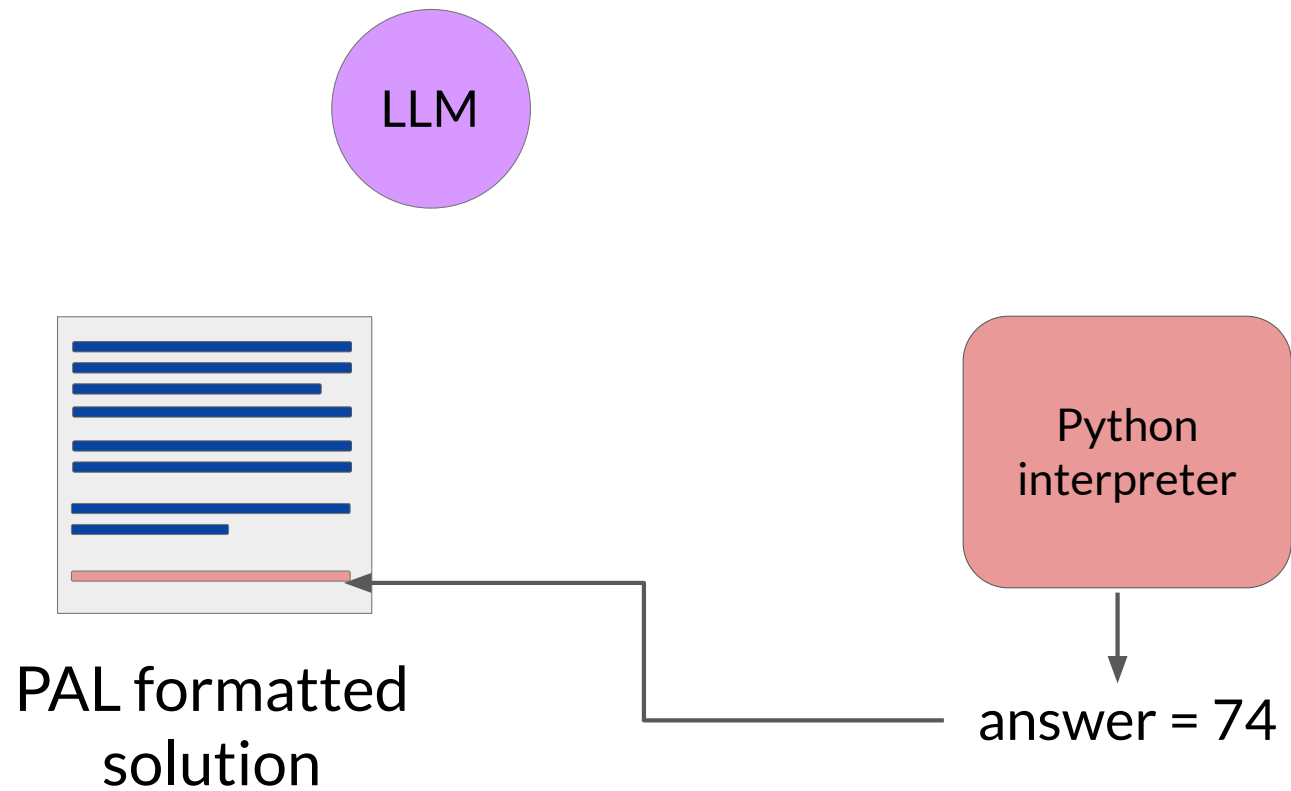 LLM
Python
interpreter
PAL formatted
solution
answer = 74